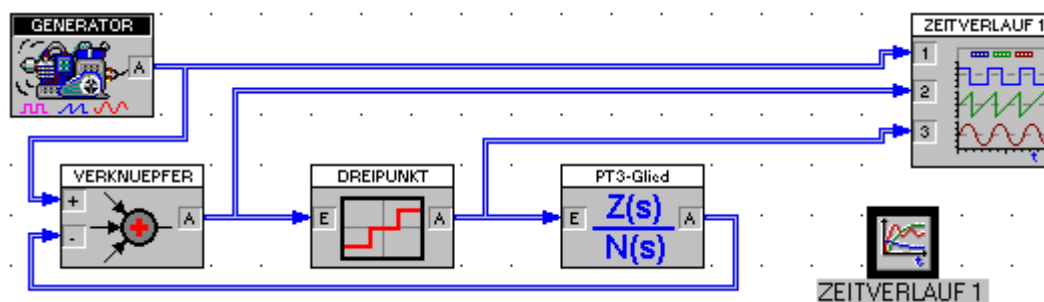 GENERATOR
A
ZEITVERLAUF 1
1
2
3
t
VERKNUEPFER
+
-
A
DREIPUNKT
E
A
PT3-Glied
E
Z(s)
N(s)
A
t
ZEITVERLAUF 1